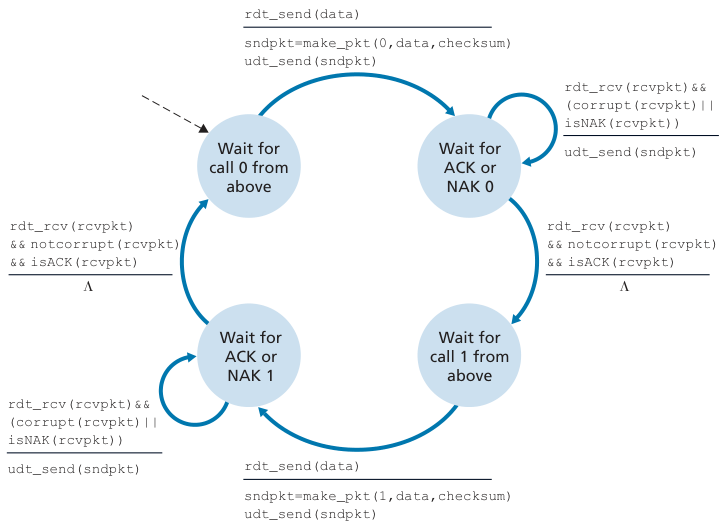 rdt_send(data)
sndpkt=make_pkt(0,data,checksum)
udt_send(sndpkt)
Wait for
call 0 from
above
Wait for
ACK or
NAK 0
rdt_rcv(rcvpkt)&&
(corrupt(rcvpkt)||
isNAK(rcvpkt))
udt_send(sndpkt)
rdt_rcv(rcvpkt)
&& notcorrupt(rcvpkt)
&& isACK(rcvpkt)
Λ
rdt_rcv(rcvpkt)
&& notcorrupt(rcvpkt)
&& isACK(rcvpkt)
Λ
Wait for
ACK or
NAK 1
Wait for
call 1 from
above
rdt_rcv(rcvpkt)&&
(corrupt(rcvpkt)||
isNAK(rcvpkt))
udt_send(sndpkt)
rdt_send(data)
sndpkt=make_pkt(1,data,checksum)
udt_send(sndpkt)